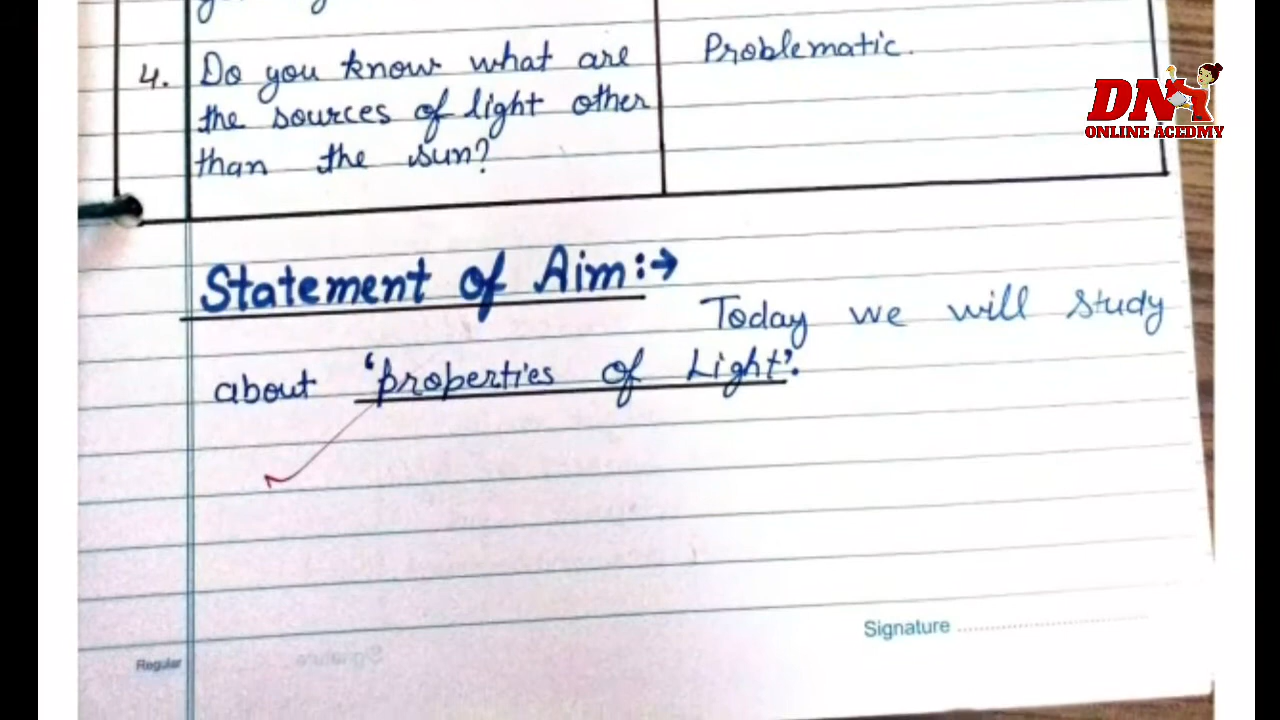 4. Do you know what are Problematic.
the sources of light other
than the sun?
DNA
ONLINE ACEDMY
Statement of Aim:→
Today we will study
about 'properties of Light'.
Signature
Regular